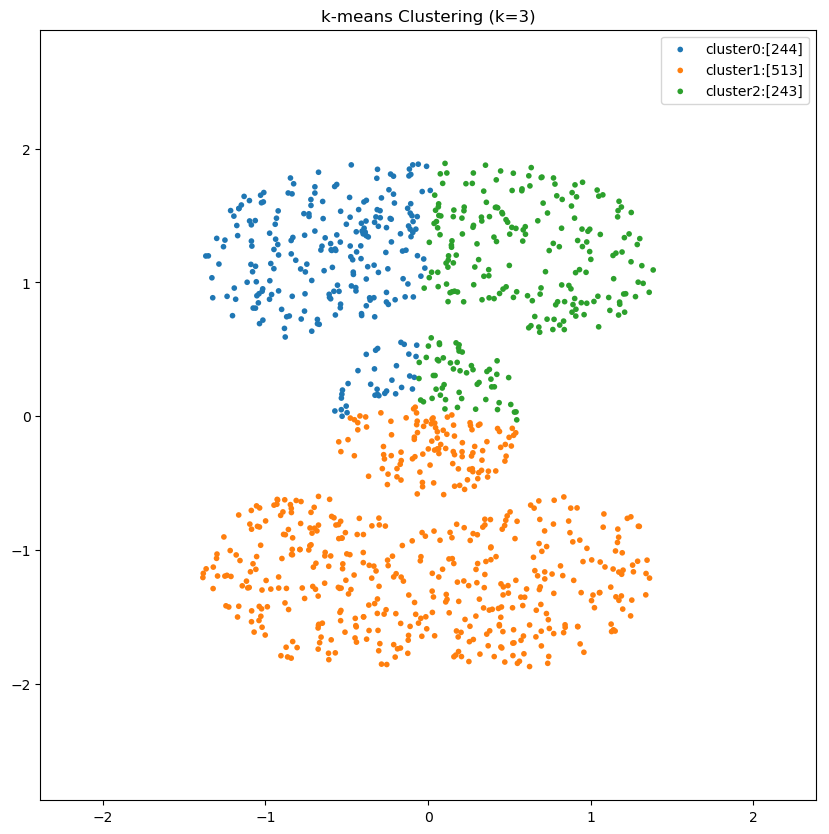 k-means Clustering (k=3)
cluster0:[244]
cluster1:[513]
cluster2:[243]
2
1
0
−1
−2
−2
−1
0
1
2